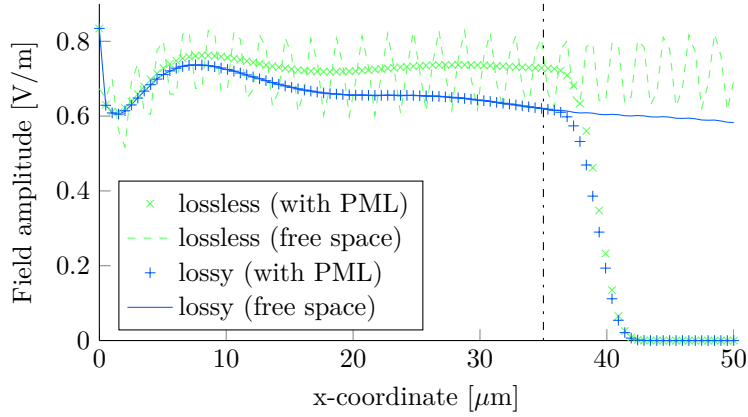 0.8
0.6
0.4
0.2
0
Field amplitude [V/m]
lossless (with PML)
lossless (free space)
lossy (with PML)
lossy (free space)
0 10 20 30 40 50
x-coordinate [μm]